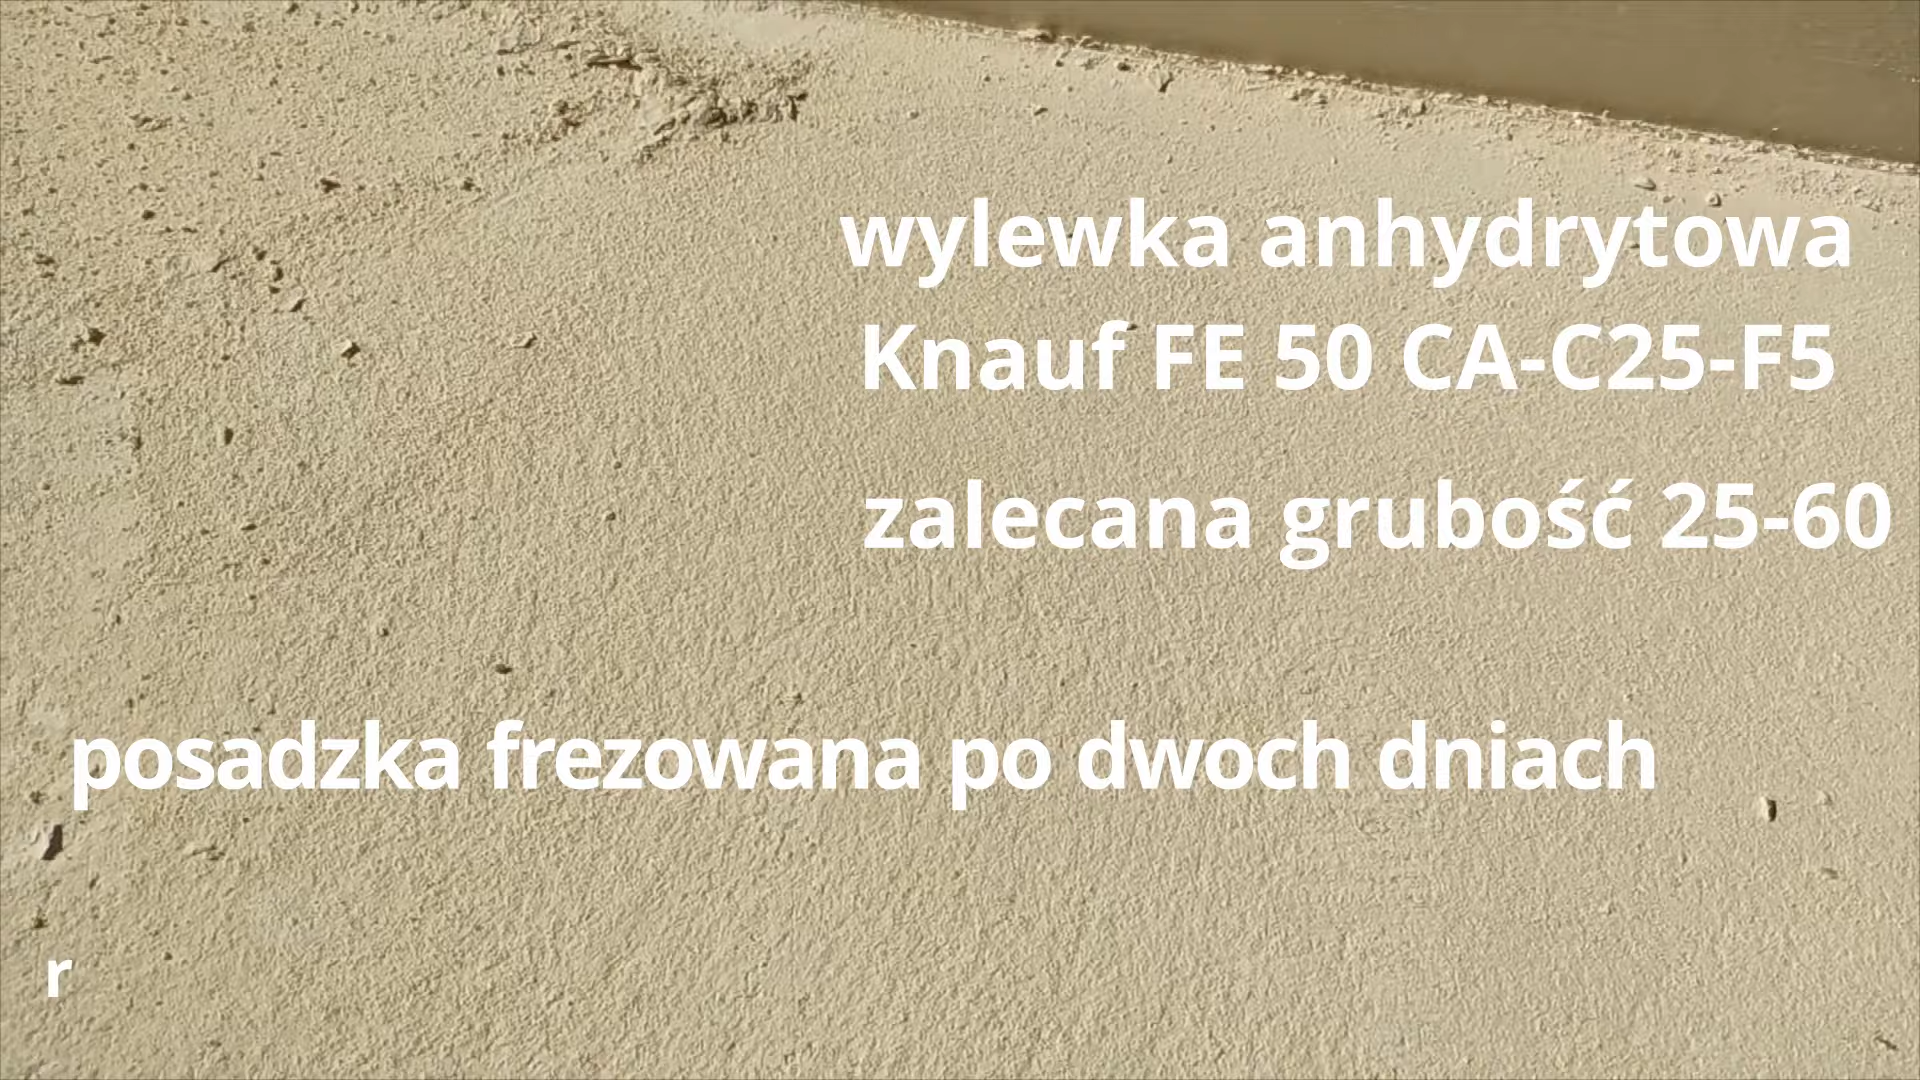 wylewka anhydrytowa
Knauf FE 50 CA-C25-F5
zalecana grubość 25-60
posadzka frezowana po dwoch dniach
r